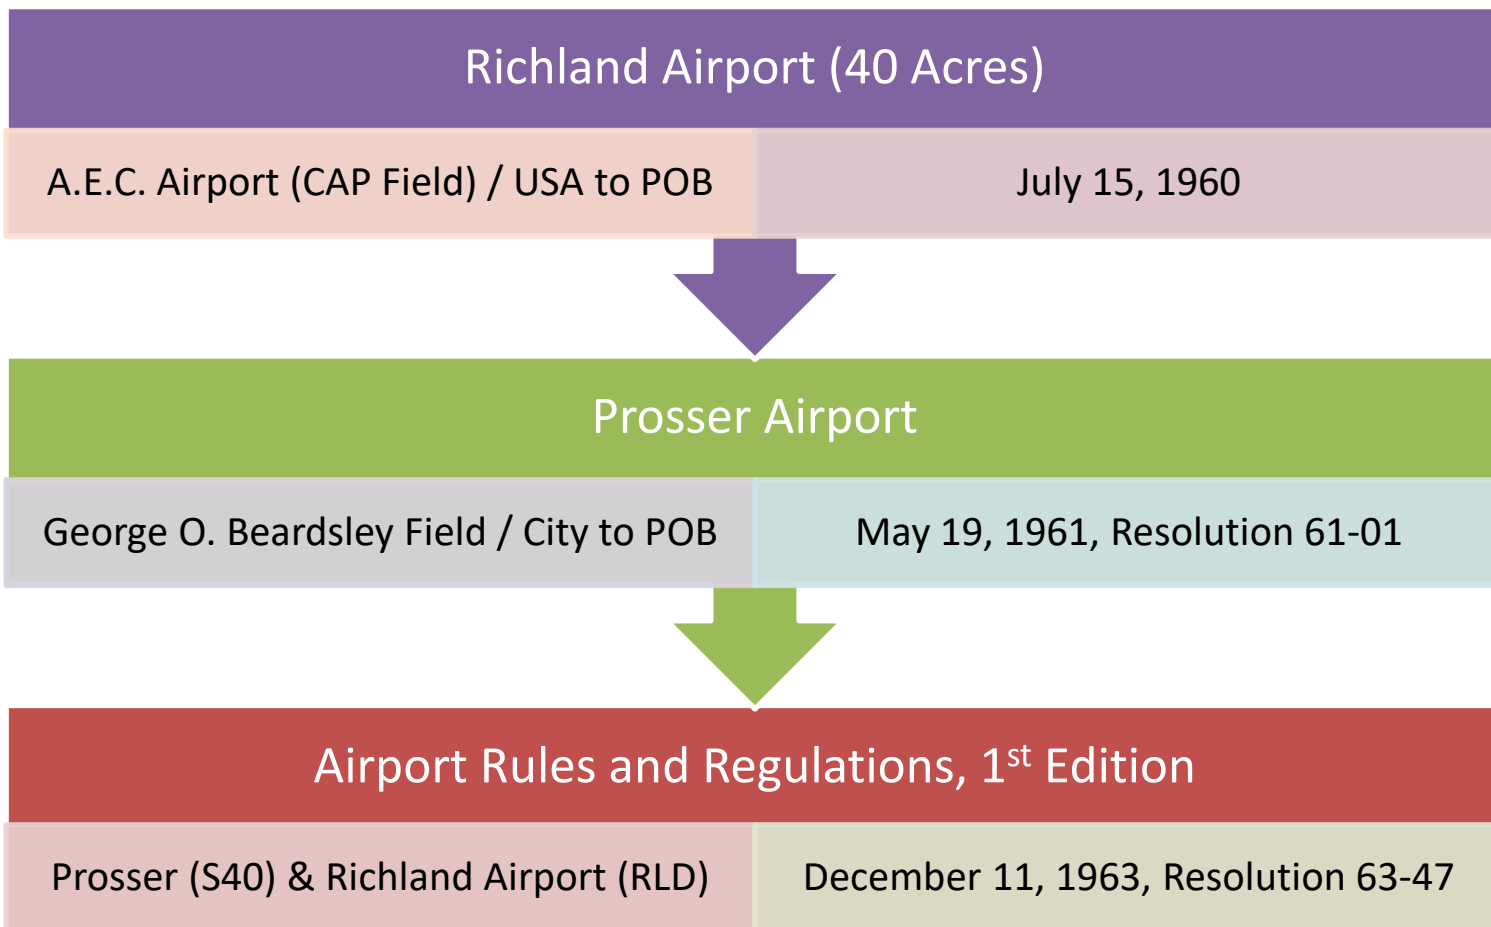 Richland Airport (40 Acres)
A.E.C. Airport (CAP Field) / USA to POB
July 15, 1960
Prosser Airport
George O. Beardsley Field / City to POB
May 19, 1961, Resolution 61-01
Airport Rules and Regulations, 1st Edition
Prosser (S40) & Richland Airport (RLD)
December 11, 1963, Resolution 63-47